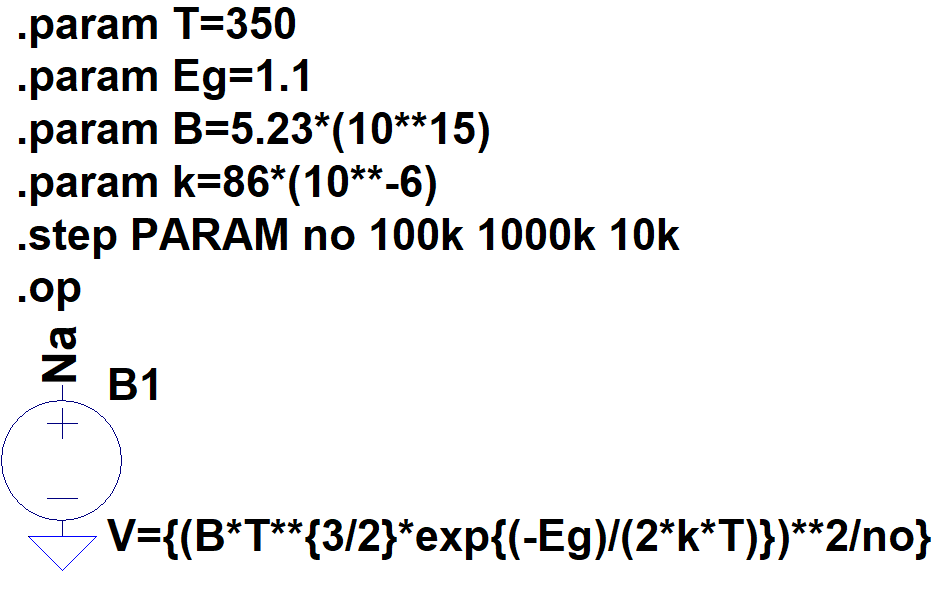 .param T=350
.param Eg=1.1
.param B=5.23*(10**15)
.param k=86*(10**-6)
.step PARAM no 100k 1000k 10k
.op
Na
B1
V={(B*T**{3/2}*exp{(-Eg)/(2*k*T)})**2/no}